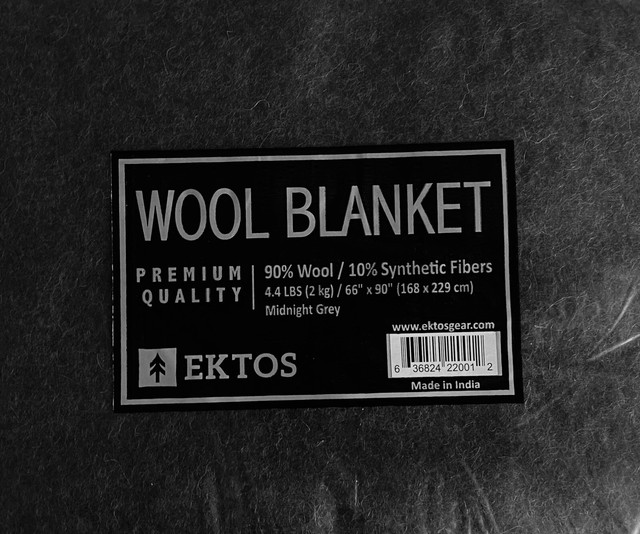 WOOL BLANKET
PREMIUM
QUALITY
90% Wool / 10% Synthetic Fibers
4.4 LBS (2 kg) / 66" x 90" (168 x 229 cm)
Midnight Grey
www.ektosgear.com
EKTOS
6 36824 22001 2
Made in India